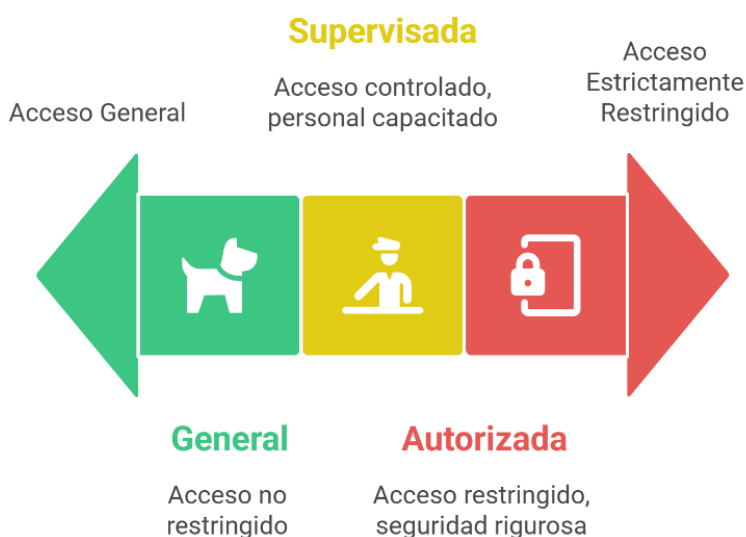 Supervisada
Acceso controlado,
personal capacitado
Acceso General
Acceso
Estrictamente
Restringido
General
Acceso no
restringido
Autorizada
Acceso restringido,
seguridad rigurosa